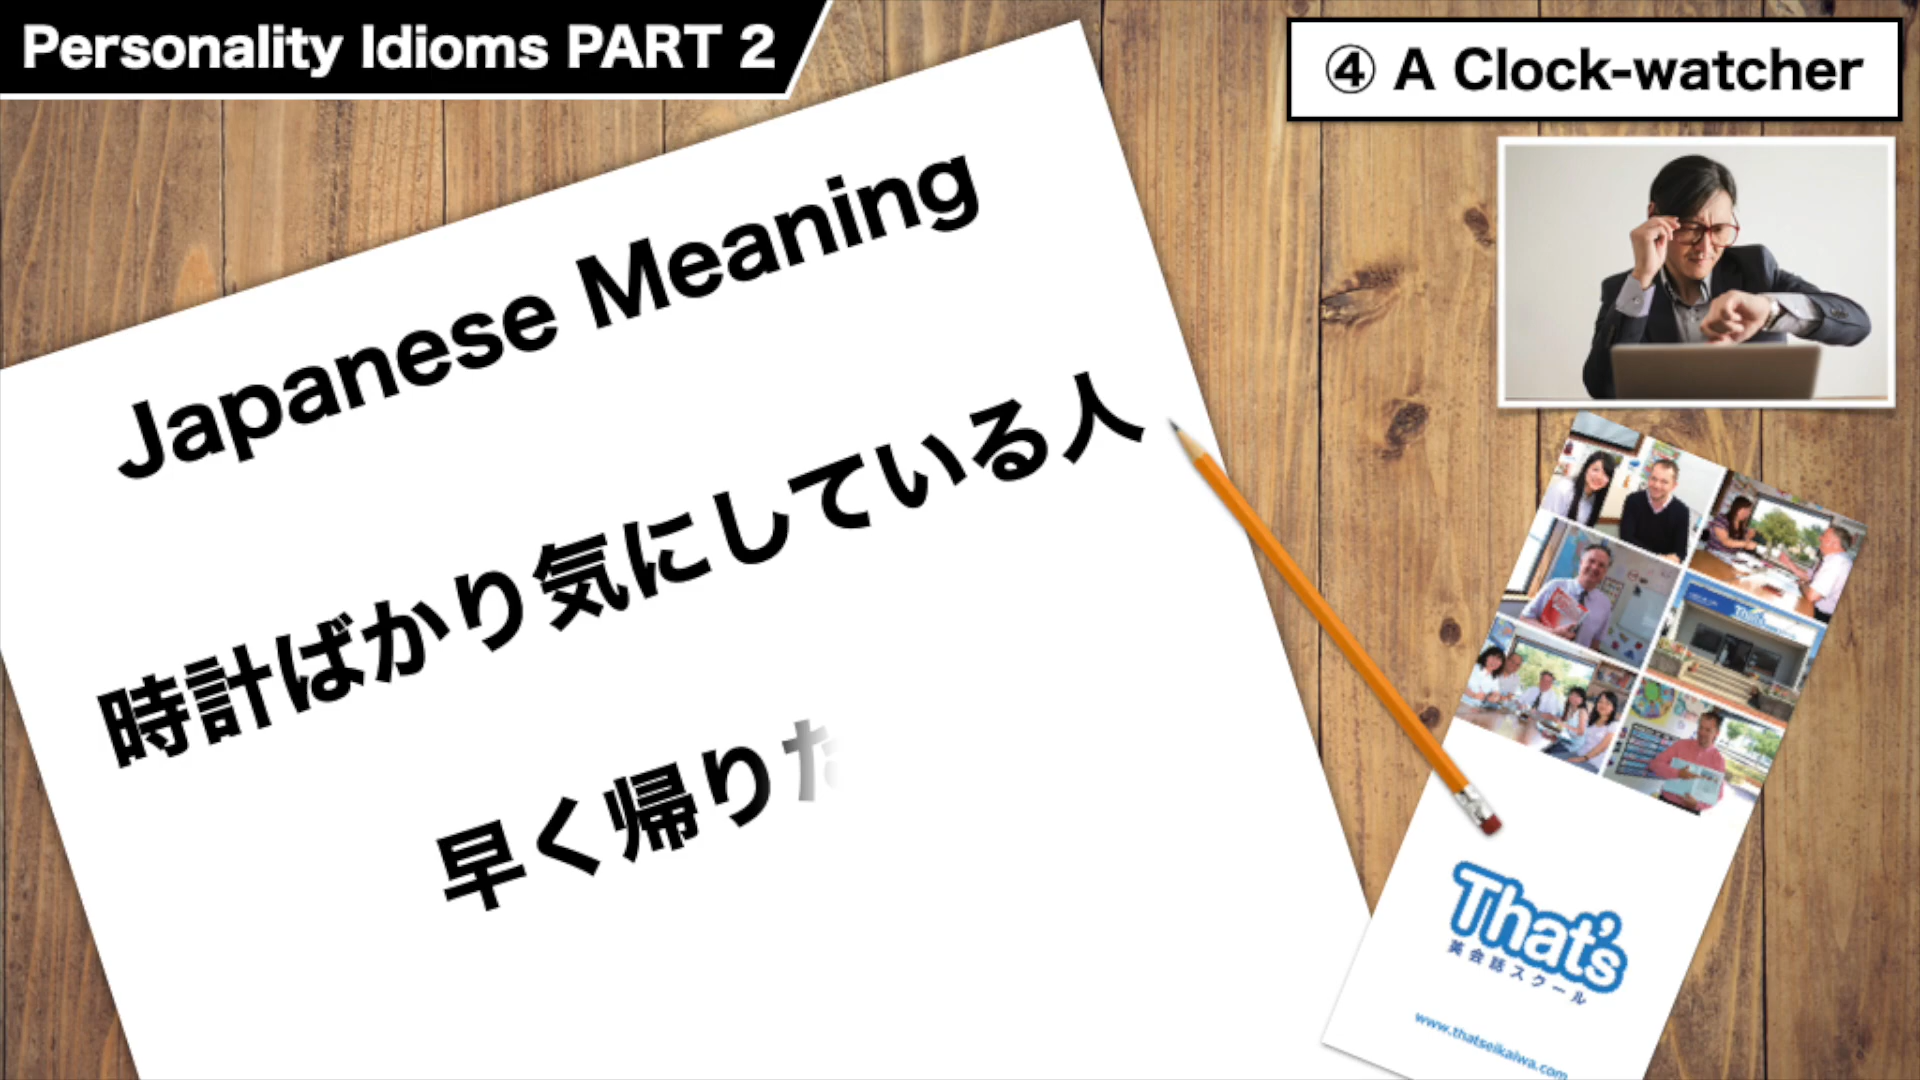 Personality Idioms PART 2
④ A Clock-watcher
Japanese Meaning
時計ばかり気にしている人
早く帰りた
That's
英会話スクール
www.thatseikaiwa.com